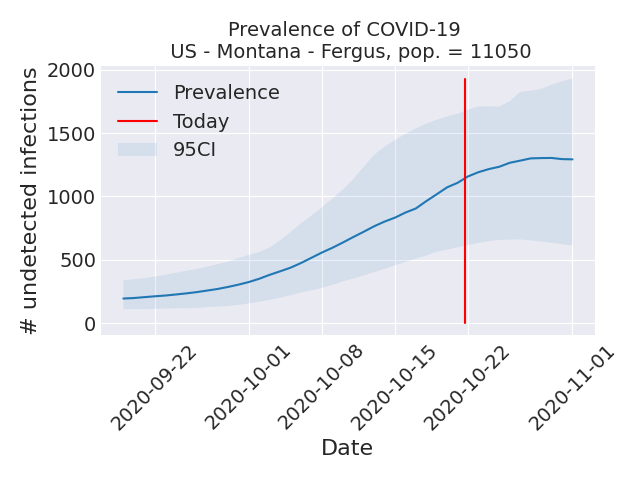 Prevalence of COVID-19
US - Montana - Fergus, pop. = 11050
# undetected infections
2000
1500
1000
500
0
Prevalence
Today
95CI
2020-09-22
2020-10-01
2020-10-08
2020-10-15
2020-10-22
2020-11-01
Date